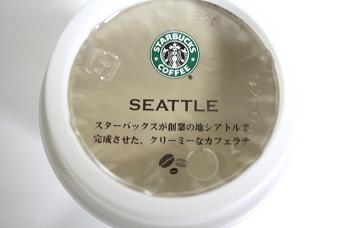 STARBUCKS
COFFEE
SEATTLE
スターバックスが創業の地シアトルで
完成させた、クリーミーなカフェラテ